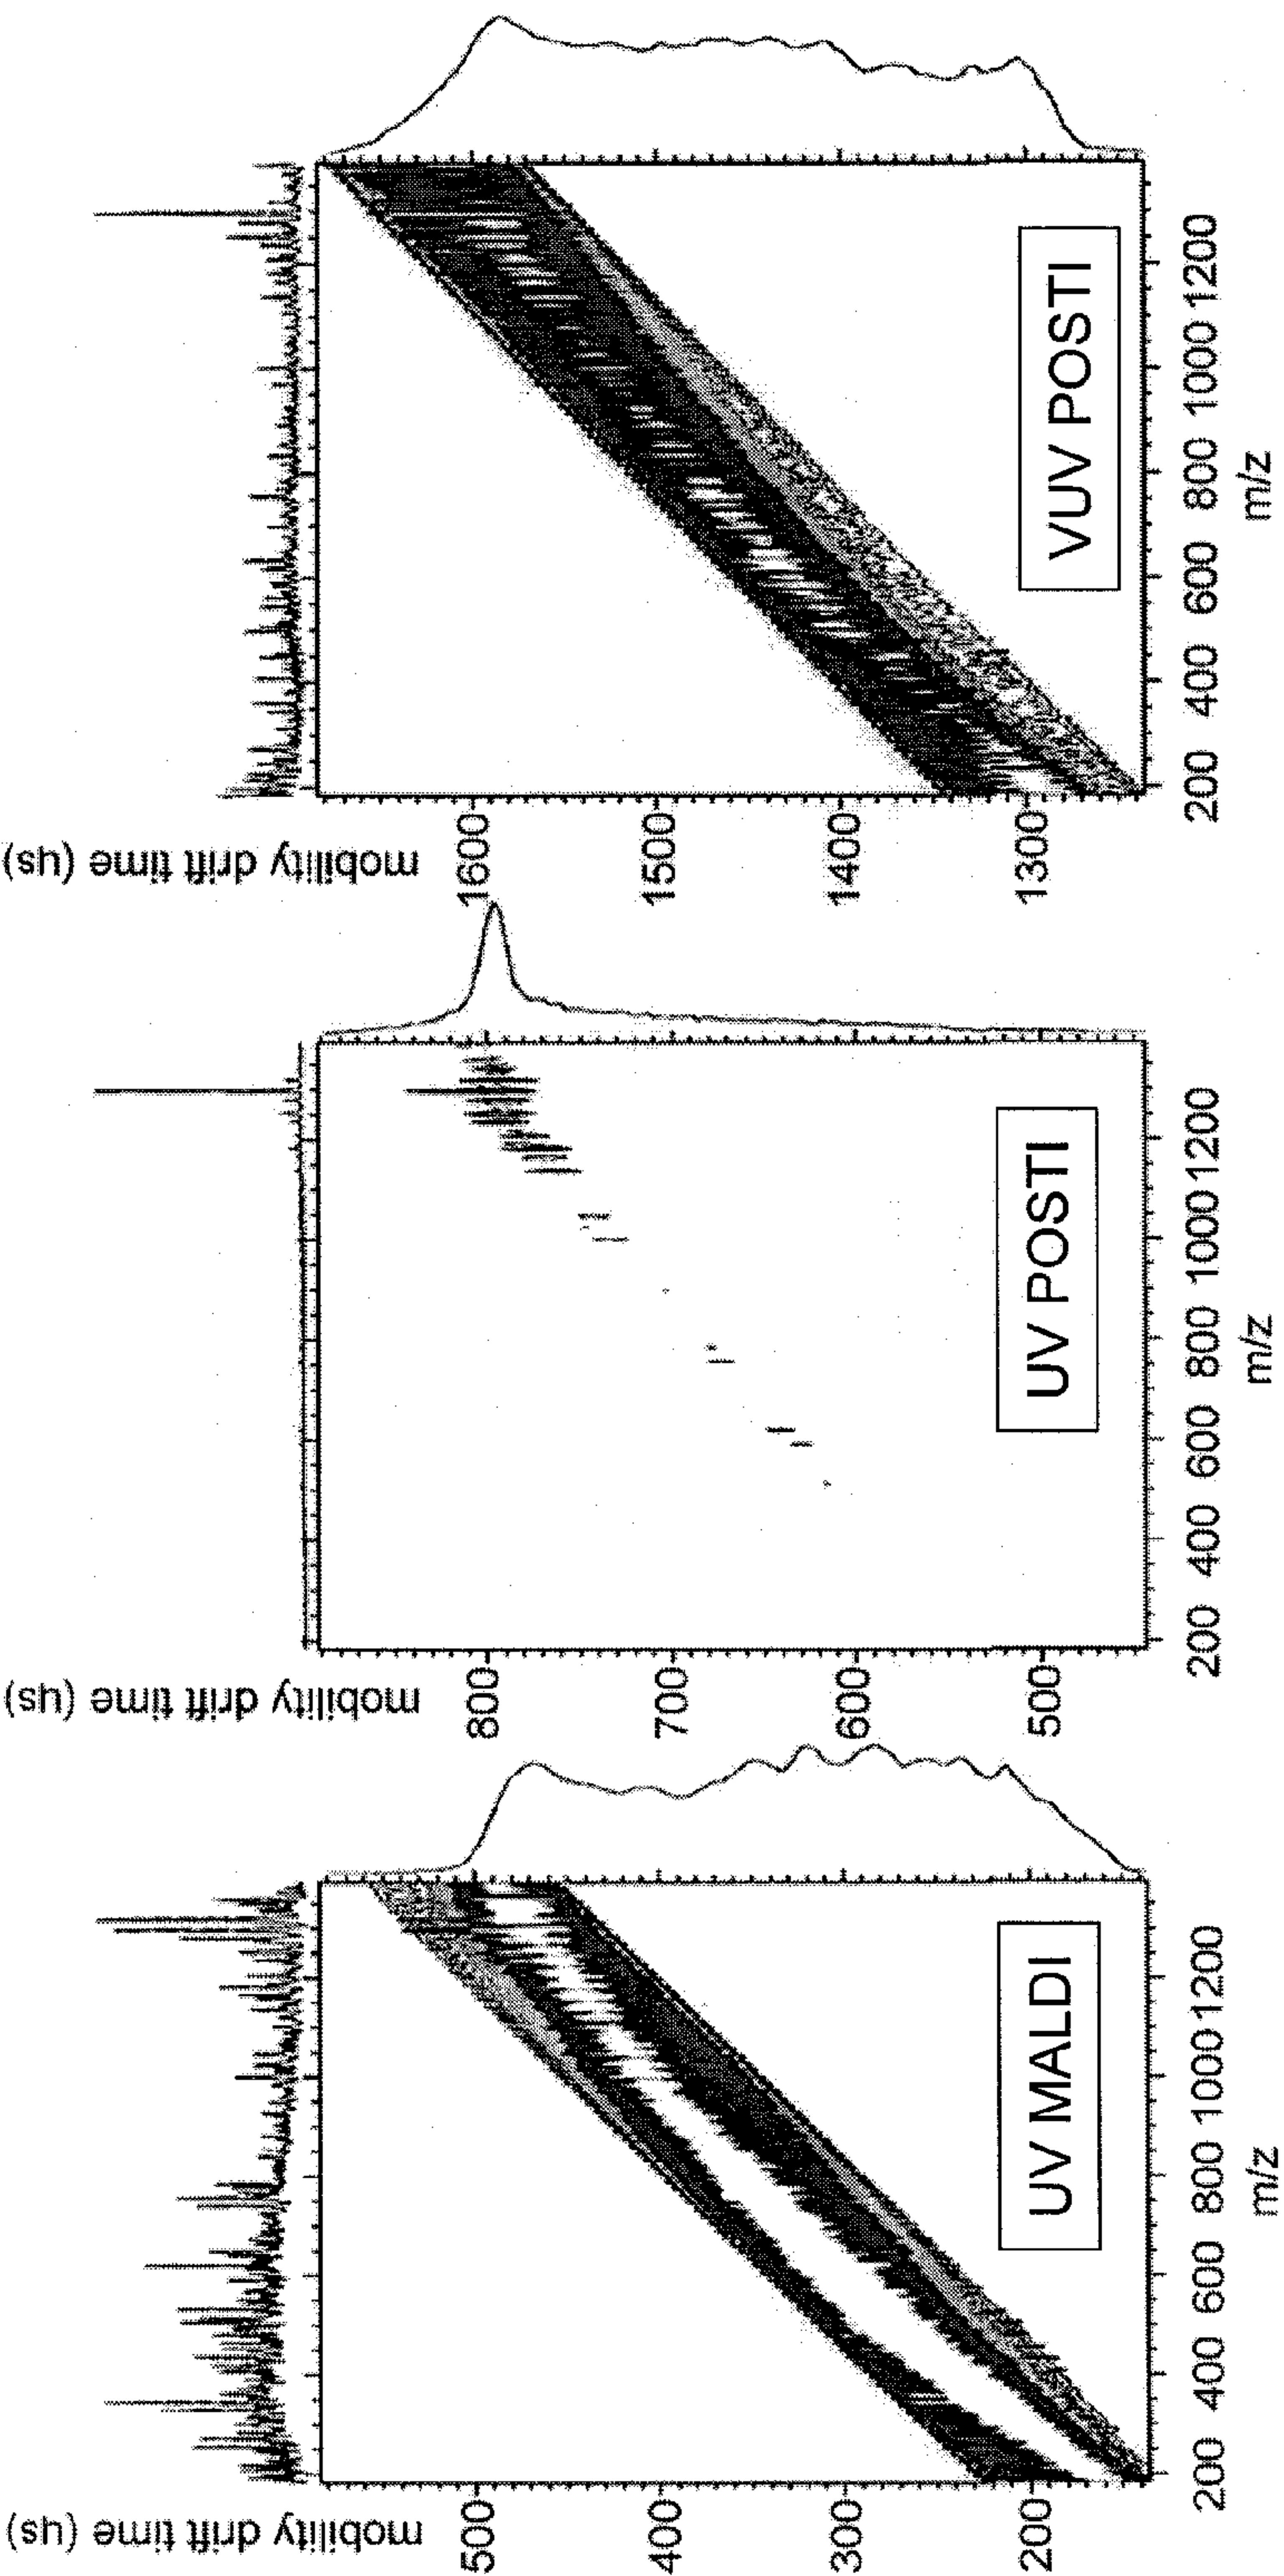 mobility drift time (µs)
500
400
300
200
200 400 600 800 1000 1200
m/z
UV MALDI
mobility drift time (µs)
800
700
600
500
200 400 600 800 1000 1200
m/z
UV POSTI
mobility drift time (µs)
1600
1500
1400
1300
200 400 600 800 1000 1200
m/z
VUV POSTI